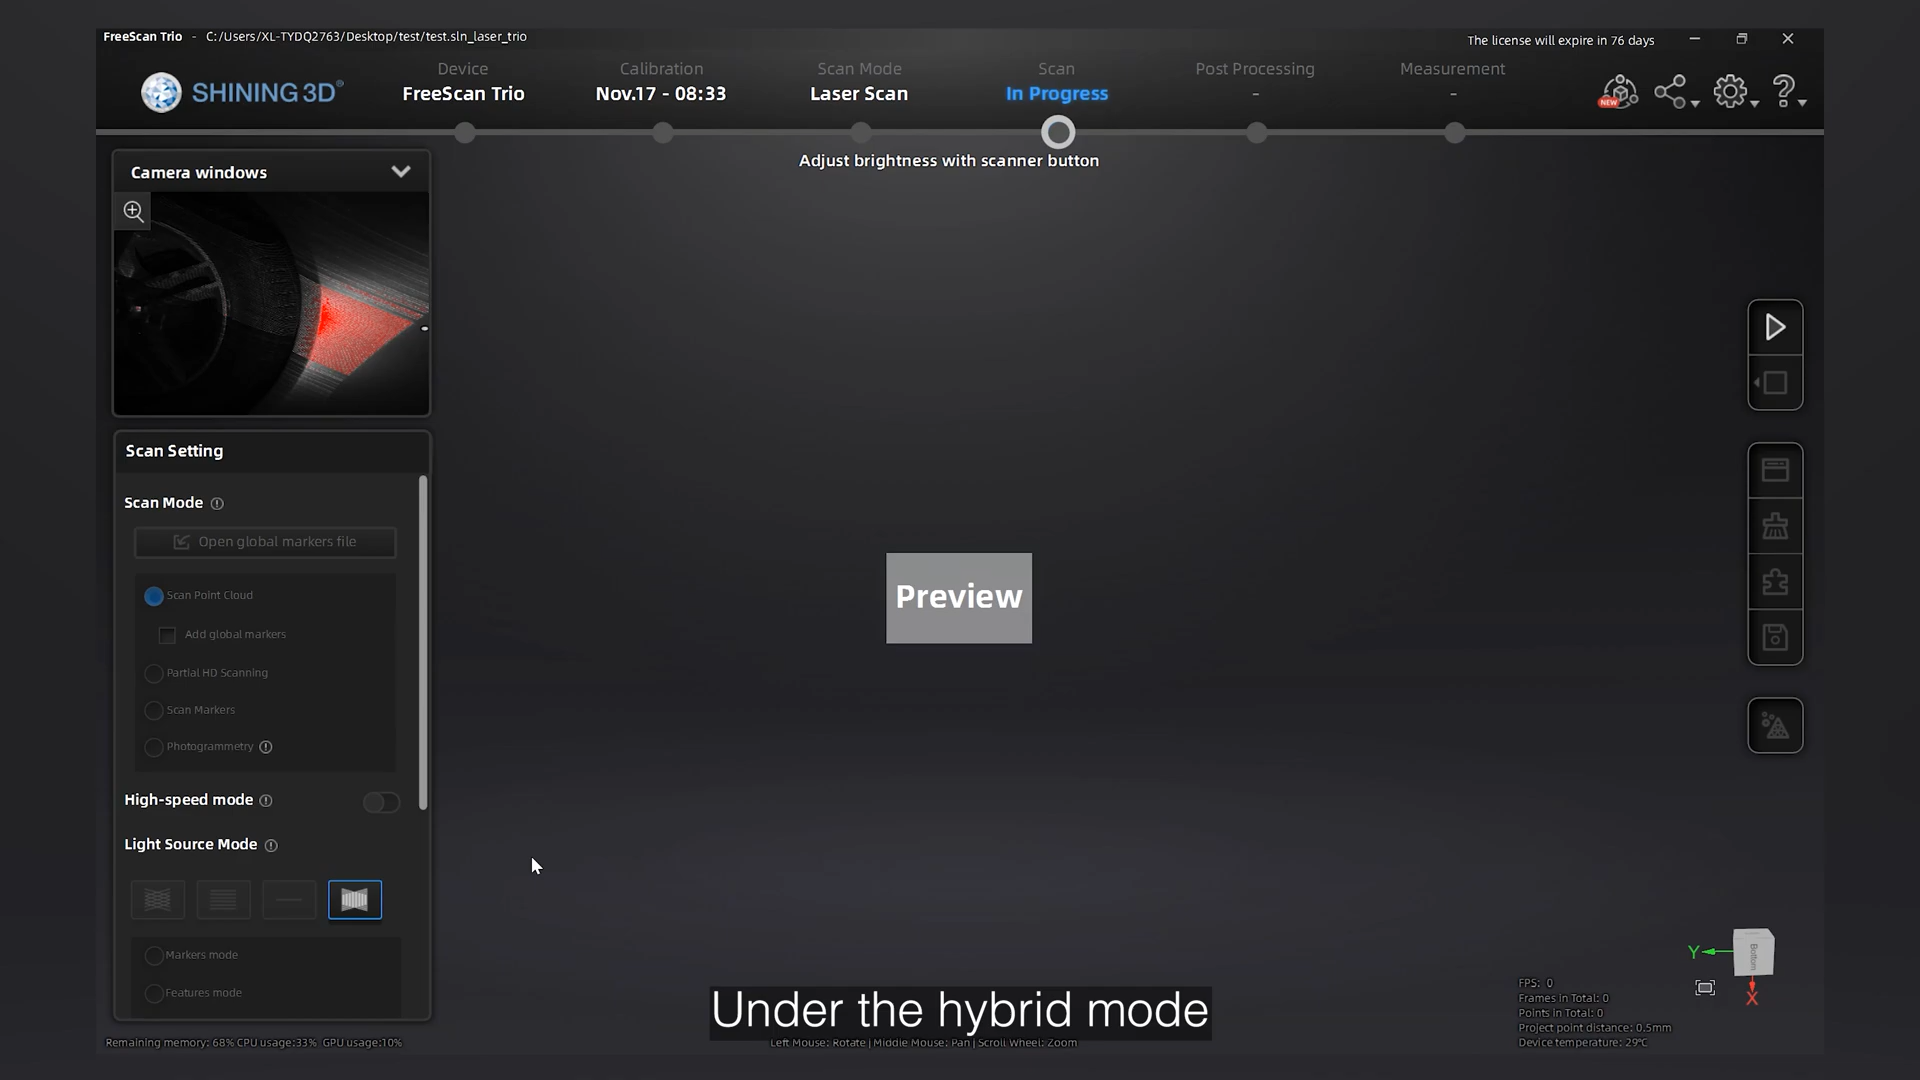 FreeScan Trio - C:/Users/XL-TYDQ2763/Desktop/test/test.sln_laser_trio
The license will expire in 76 days
SHINING 3D®
Device
FreeScan Trio
Calibration
Nov.17 - 08:33
Scan Mode
Laser Scan
Scan
In Progress
Post Processing
-
Measurement
-
NEW
Adjust brightness with scanner button
Camera windows
Scan Setting
Scan Mode
Open global markers file
Scan Point Cloud
Add global markers
Partial HD Scanning
Scan Markers
Photogrammetry
High-speed mode
Light Source Mode
Markers mode
Features mode
Preview
Y
Bottom
X
FPS: 0
Frames in Total: 0
Points in Total: 0
Project point distance: 0.5mm
Device temperature: 29℃
Under the hybrid mode
Remaining memory: 68% CPU usage:33% GPU usage:10%
Left Mouse: Rotate | Middle Mouse: Pan | Scroll Wheel: Zoom